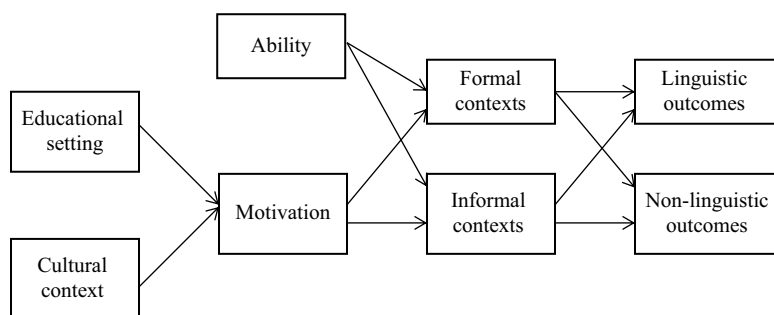 Ability
Formal
contexts
Linguistic
outcomes
Educational
setting
Motivation
Informal
contexts
Non-linguistic
outcomes
Cultural
context